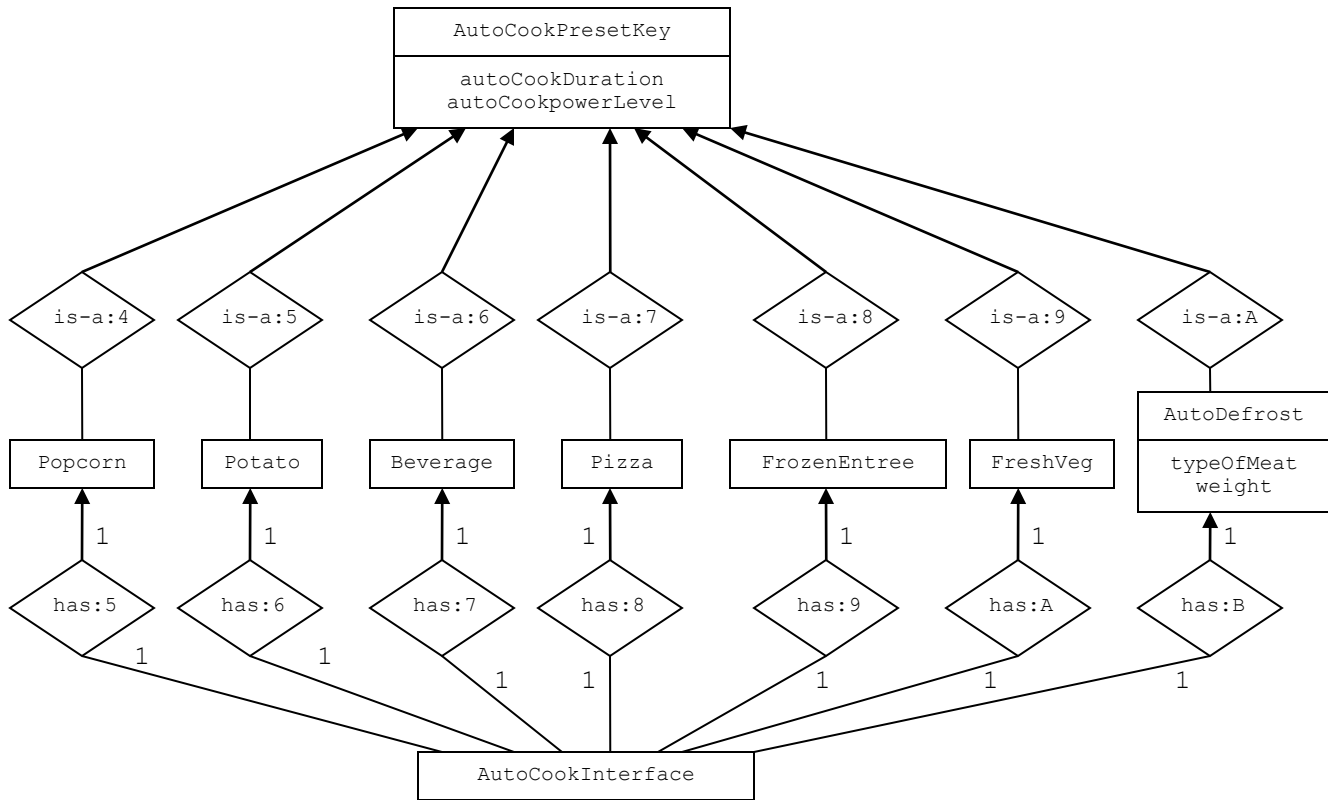 AutoCookPresetKey
autoCookDuration
autoCookpowerLevel
is-a:4
is-a:5
is-a:6
is-a:7
is-a:8
is-a:9
is-a:A
AutoDefrost
typeOfMeat
weight
Popcorn
Potato
Beverage
Pizza
FrozenEntree
FreshVeg
1
1
1
1
1
1
1
has:5
has:6
has:7
has:8
has:9
has:A
has:B
1
1
1
1
1
1
1
AutoCookInterface